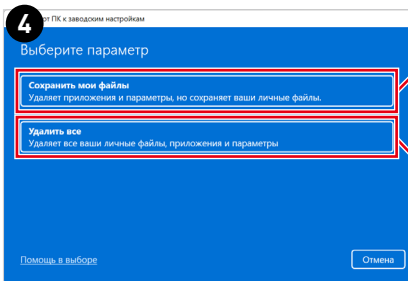 4
от ПК к заводским настройкам
Выберите параметр
Сохранить мои файлы
Удаляет приложения и параметры, но сохраняет ваши личные файлы.
Удалить все
Удаляет все ваши личные файлы, приложения и параметры
Помощь в выборе
Отмена